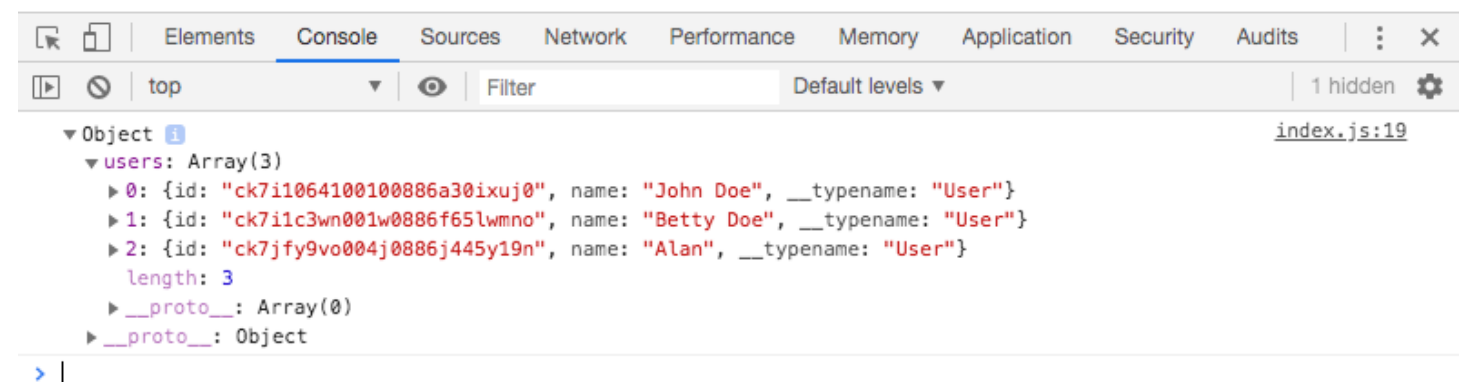 Elements Console Sources Network Performance Memory Application Security Audits
top Filter Default levels 1 hidden
Object i index.js:19
users: Array(3)
0: {id: "ck7i1064100100886a30ixuj0", name: "John Doe", __typename: "User"}
1: {id: "ck7i1c3wn001w0886f65lwmno", name: "Betty Doe", __typename: "User"}
2: {id: "ck7jfy9vo004j0886j445y19n", name: "Alan", __typename: "User"}
length: 3
__proto__: Array(0)
__proto__: Object
>